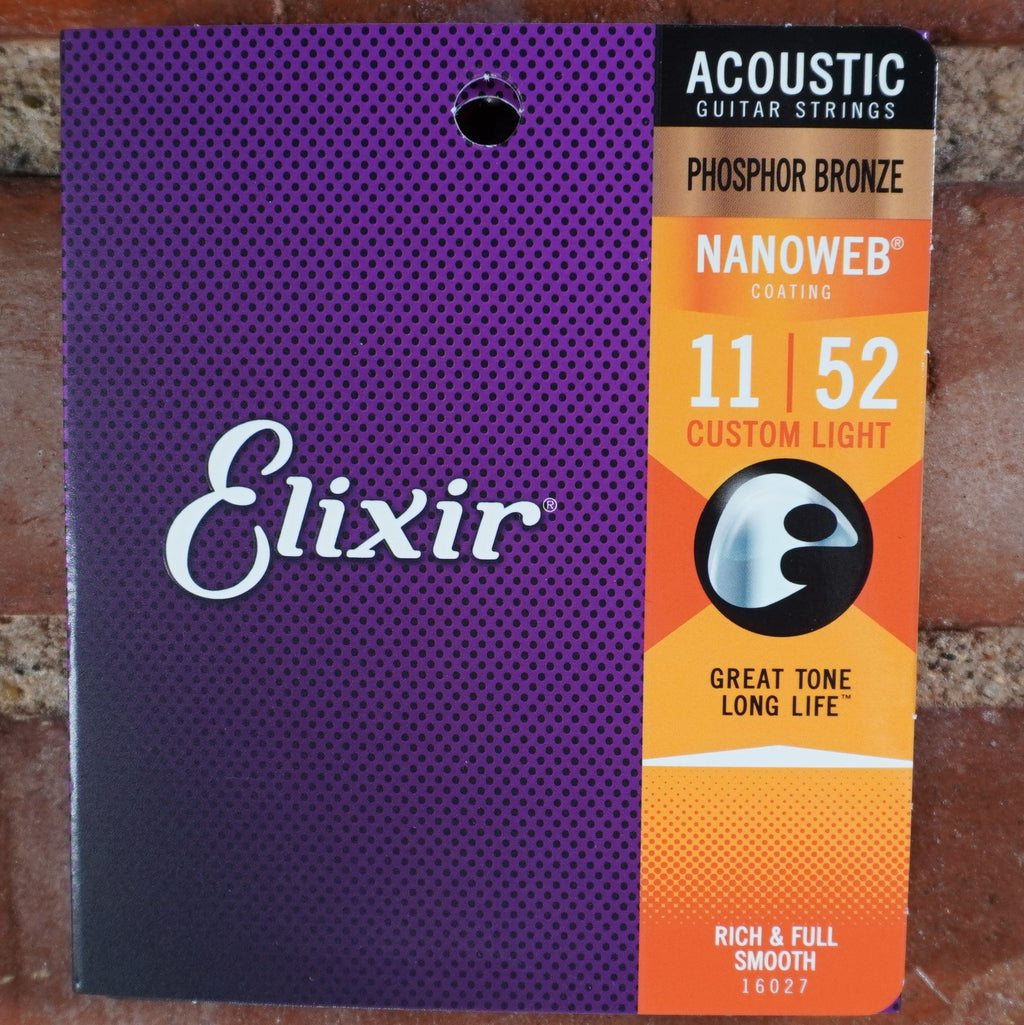 Elixir®
ACOUSTIC
GUITAR STRINGS
PHOSPHOR BRONZE
NANOWEB®
COATING
11 | 52
CUSTOM LIGHT
GREAT TONE
LONG LIFE™
RICH & FULL
SMOOTH
16027